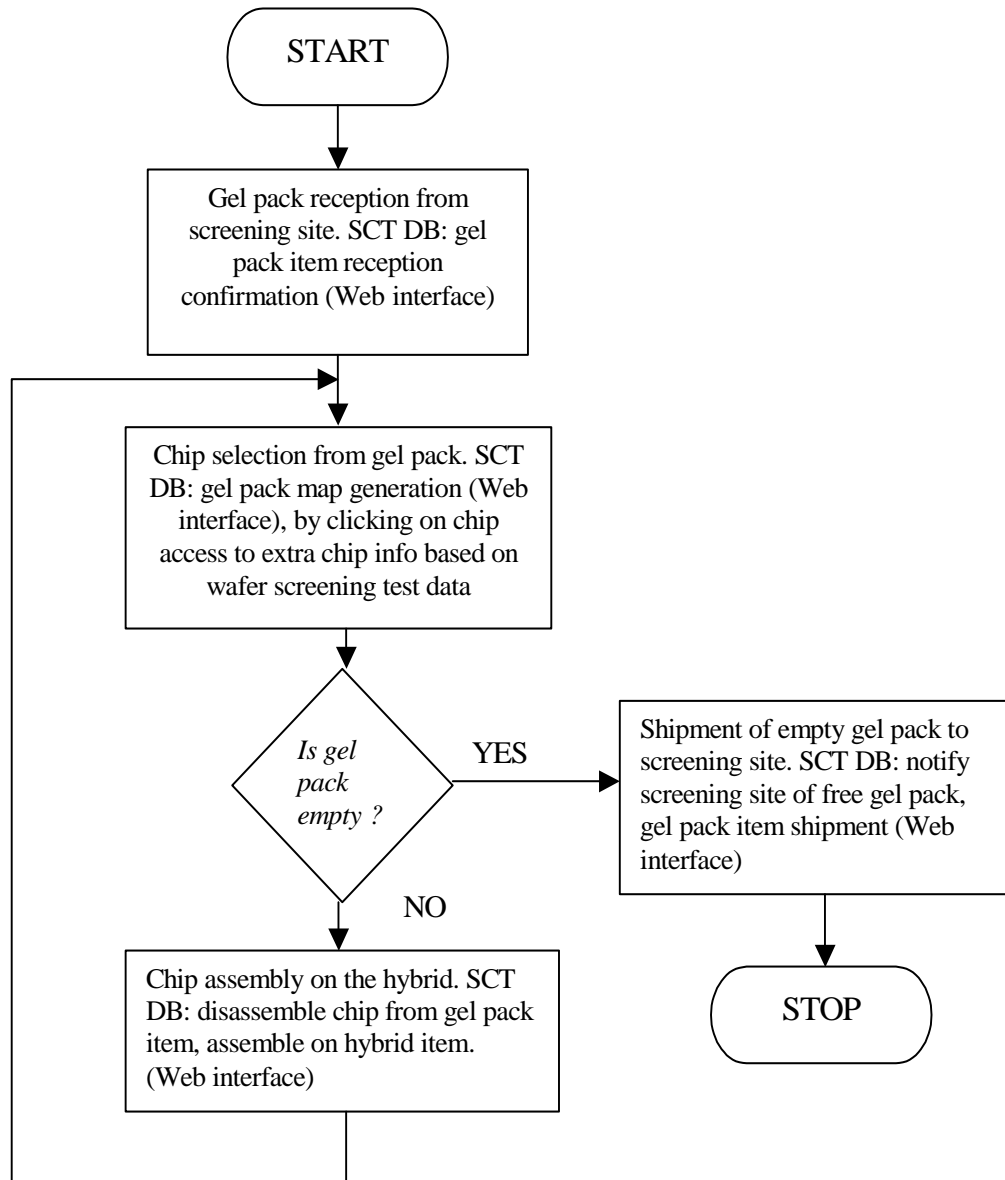 START
Gel pack reception from
screening site. SCT DB: gel
pack item reception
confirmation (Web interface)
Chip selection from gel pack. SCT
DB: gel pack map generation (Web
interface), by clicking on chip
access to extra chip info based on
wafer screening test data
Is gel
pack
empty ?
YES
Shipment of empty gel pack to
screening site. SCT DB: notify
screening site of free gel pack,
gel pack item shipment (Web
interface)
NO
Chip assembly on the hybrid. SCT
DB: disassemble chip from gel pack
item, assemble on hybrid item.
(Web interface)
STOP